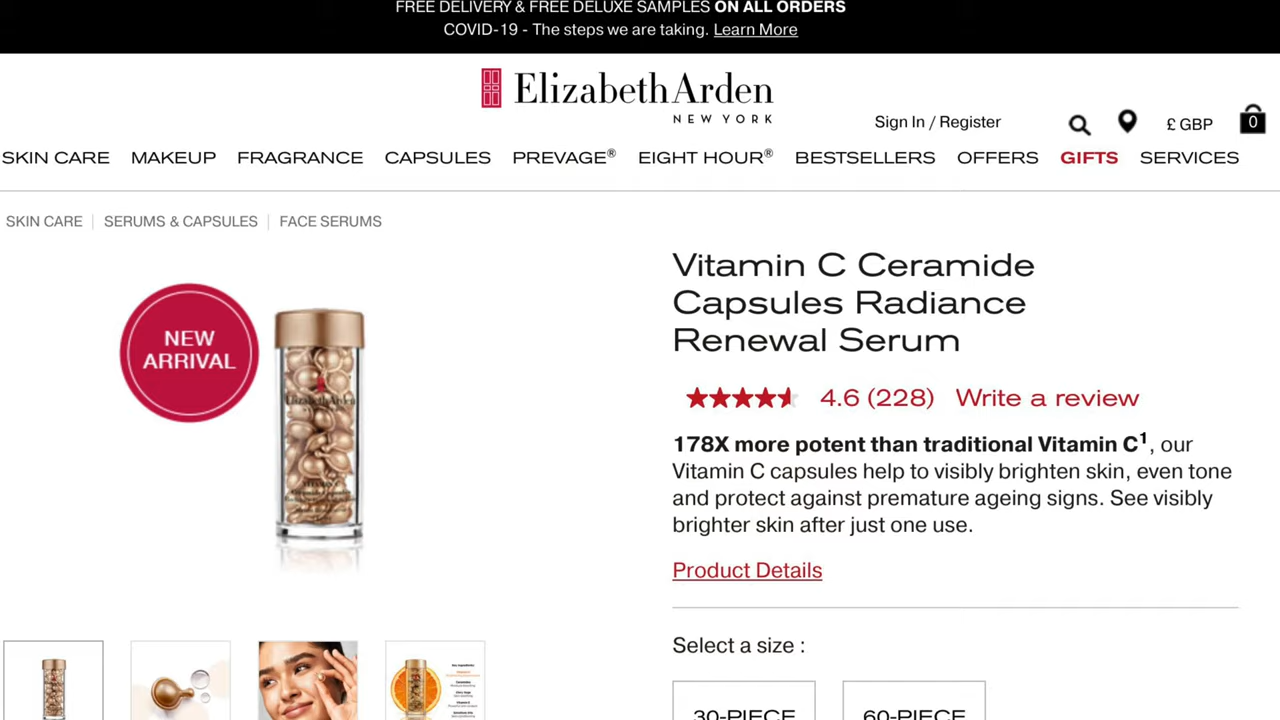 FREE DELIVERY & FREE DELUXE SAMPLES ON ALL ORDERS
COVID-19 - The steps we are taking. Learn More
Elizabeth Arden
NEW YORK
Sign In / Register
£ GBP
0
SKIN CARE MAKEUP FRAGRANCE CAPSULES PREVAGE® EIGHT HOUR® BESTSELLERS OFFERS GIFTS SERVICES
SKIN CARE | SERUMS & CAPSULES | FACE SERUMS
NEW
ARRIVAL
Elizabeth Arden
Vitamin C Ceramide
Capsules Radiance
Renewal Serum
4.6 (228) Write a review
178X more potent than traditional Vitamin C¹, our
Vitamin C capsules help to visibly brighten skin, even tone
and protect against premature ageing signs. See visibly
brighter skin after just one use.
Product Details
Select a size :
30-PIECE
60-PIECE